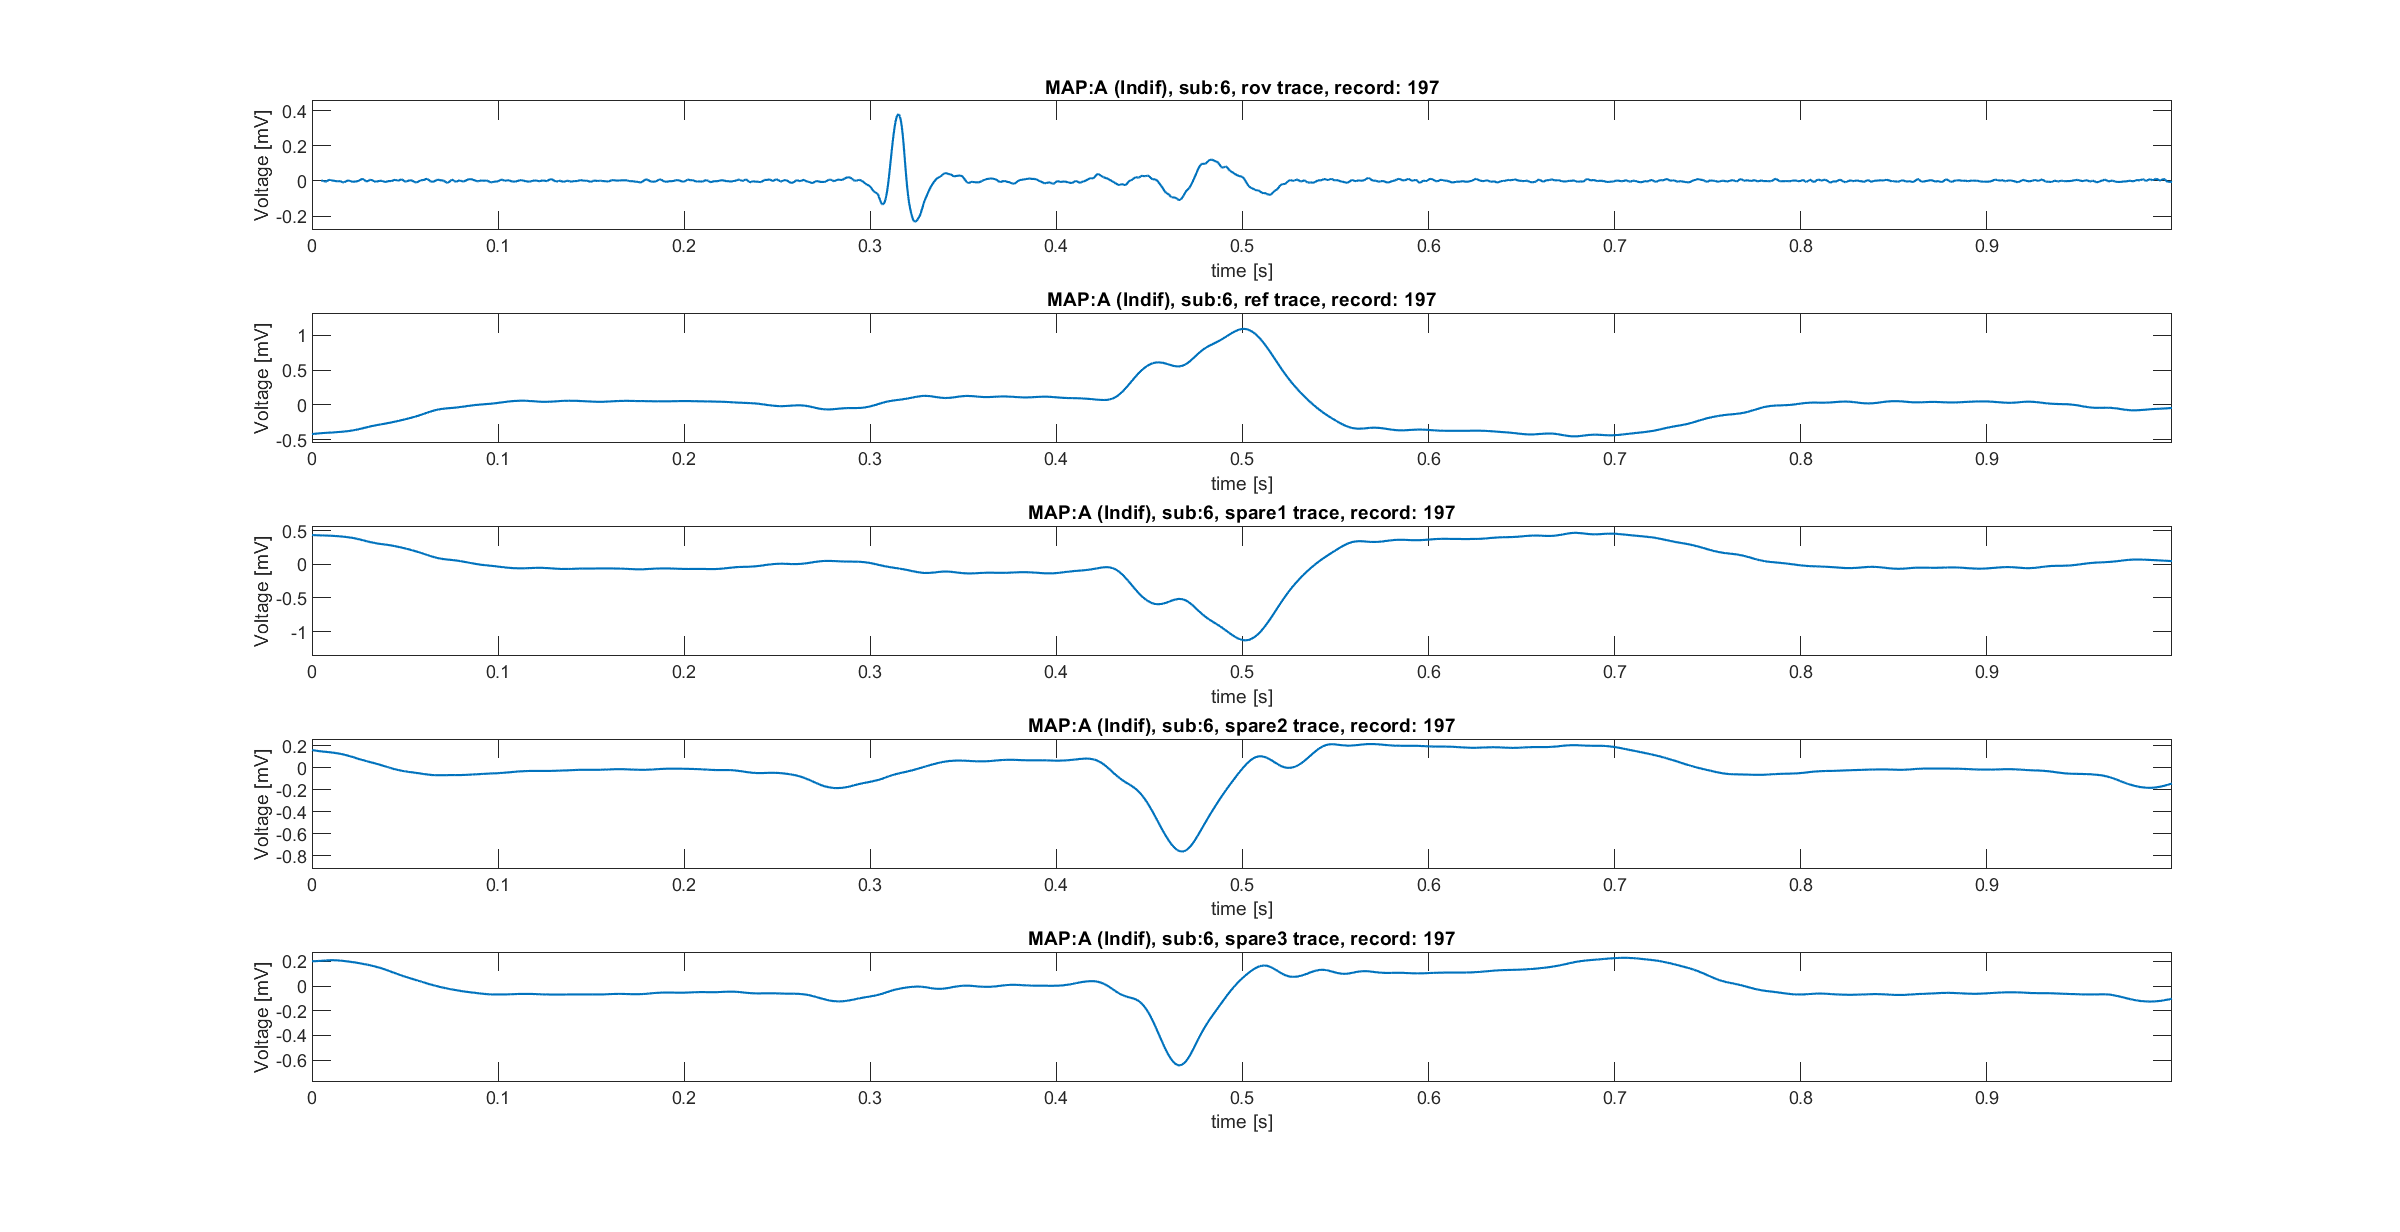 MAP:A (Indif), sub:6, rov trace, record: 197
Voltage [mV]
0.4
0.2
0
-0.2
0 0.1 0.2 0.3 0.4 0.5 0.6 0.7 0.8 0.9
time [s]
MAP:A (Indif), sub:6, ref trace, record: 197
Voltage [mV]
1
0.5
0
-0.5
0 0.1 0.2 0.3 0.4 0.5 0.6 0.7 0.8 0.9
time [s]
MAP:A (Indif), sub:6, spare1 trace, record: 197
Voltage [mV]
0.5
0
-0.5
-1
0 0.1 0.2 0.3 0.4 0.5 0.6 0.7 0.8 0.9
time [s]
MAP:A (Indif), sub:6, spare2 trace, record: 197
Voltage [mV]
0.2
0
-0.2
-0.4
-0.6
-0.8
0 0.1 0.2 0.3 0.4 0.5 0.6 0.7 0.8 0.9
time [s]
MAP:A (Indif), sub:6, spare3 trace, record: 197
Voltage [mV]
0.2
0
-0.2
-0.4
-0.6
0 0.1 0.2 0.3 0.4 0.5 0.6 0.7 0.8 0.9
time [s]